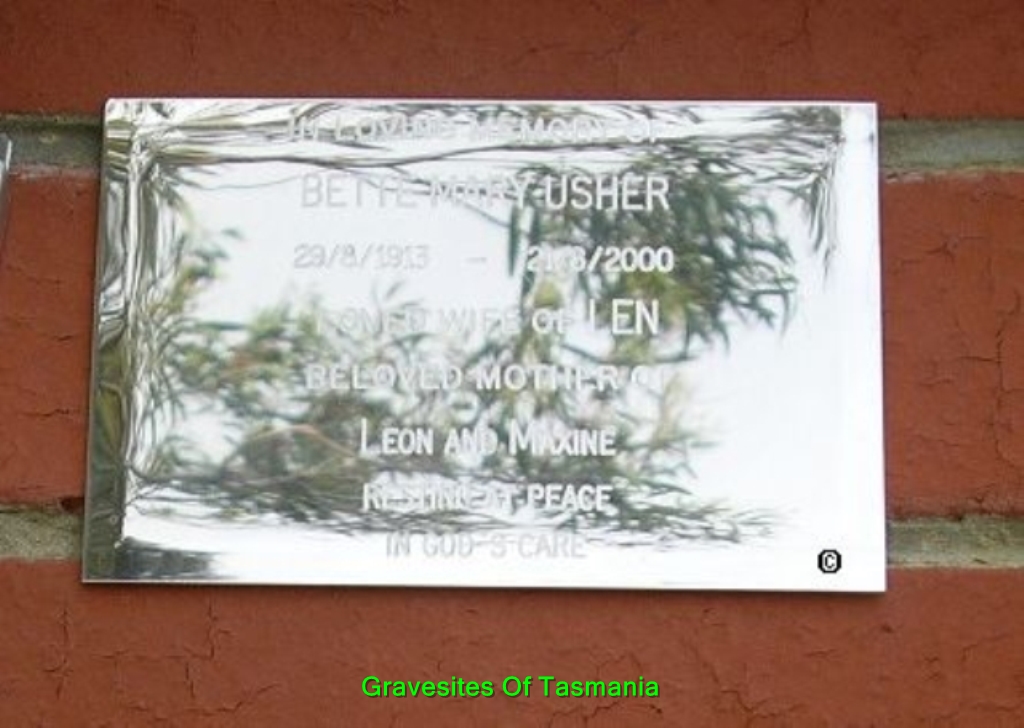 IN LOVING MEMORY OF
BETTE MARY USHER
29/8/1913 - 21/8/2000
WIFE OF LEN
BELOVED MOTHER OF
LEON AND MAXINE
RESTING AT PEACE
IN GOD'S CARE
©
Gravesites Of Tasmania